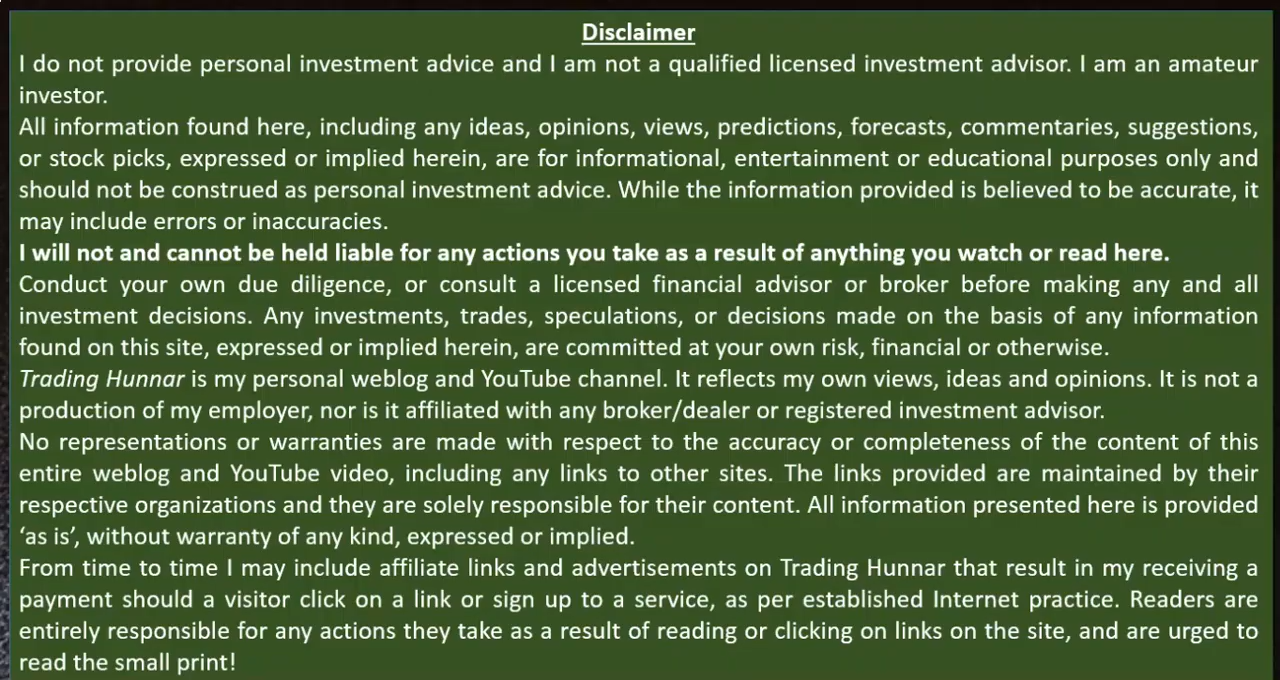 Disclaimer
I do not provide personal investment advice and I am not a qualified licensed investment advisor. I am an amateur
investor.
All information found here, including any ideas, opinions, views, predictions, forecasts, commentaries, suggestions,
or stock picks, expressed or implied herein, are for informational, entertainment or educational purposes only and
should not be construed as personal investment advice. While the information provided is believed to be accurate, it
may include errors or inaccuracies.
I will not and cannot be held liable for any actions you take as a result of anything you watch or read here.
Conduct your own due diligence, or consult a licensed financial advisor or broker before making any and all
investment decisions. Any investments, trades, speculations, or decisions made on the basis of any information
found on this site, expressed or implied herein, are committed at your own risk, financial or otherwise.
Trading Hunnar is my personal weblog and YouTube channel. It reflects my own views, ideas and opinions. It is not a
production of my employer, nor is it affiliated with any broker/dealer or registered investment advisor.
No representations or warranties are made with respect to the accuracy or completeness of the content of this
entire weblog and YouTube video, including any links to other sites. The links provided are maintained by their
respective organizations and they are solely responsible for their content. All information presented here is provided
‘as is’, without warranty of any kind, expressed or implied.
From time to time I may include affiliate links and advertisements on Trading Hunnar that result in my receiving a
payment should a visitor click on a link or sign up to a service, as per established Internet practice. Readers are
entirely responsible for any actions they take as a result of reading or clicking on links on the site, and are urged to
read the small print!